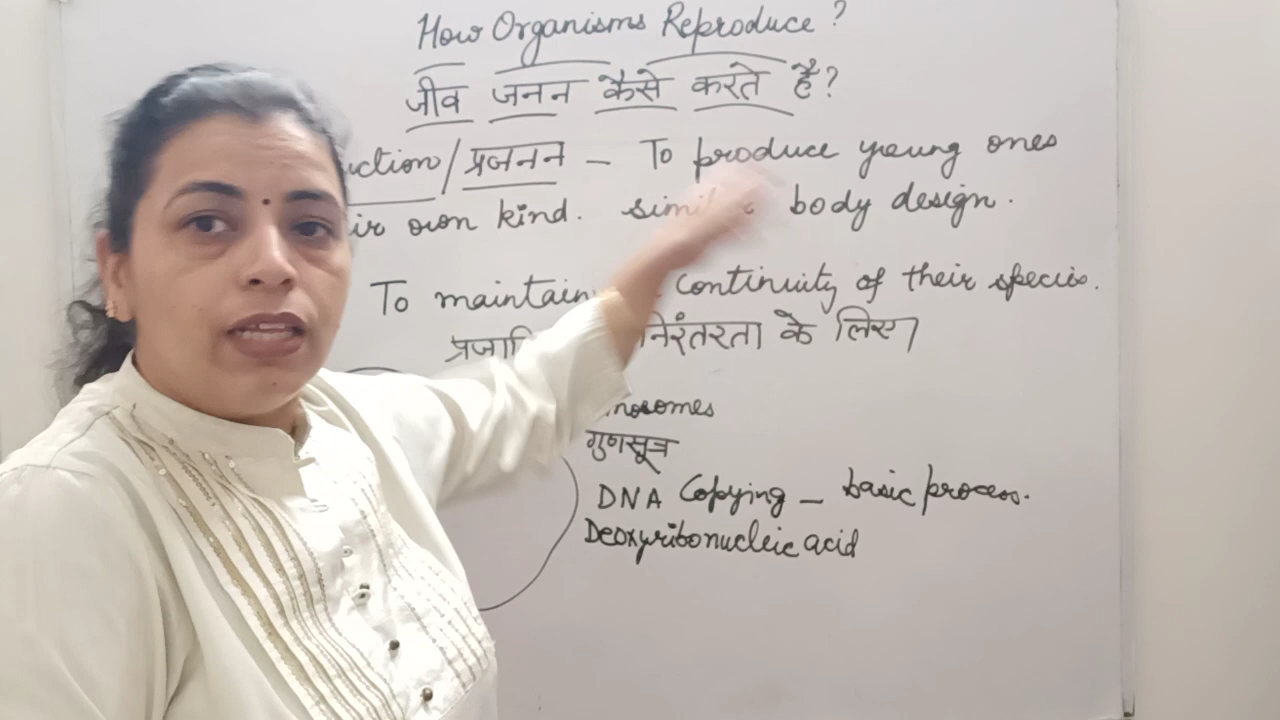 How Organisms Reproduce ?
जीव जनन कैसे करते है?
uction / प्रजनन – To produce young ones
ir own kind. body design.
To maintain continuity of their species.
प्रजाति निरंतरता के लिए।
mosomes
गुणसूत्र
DNA Copying – basic process.
Deoxyribonucleic acid